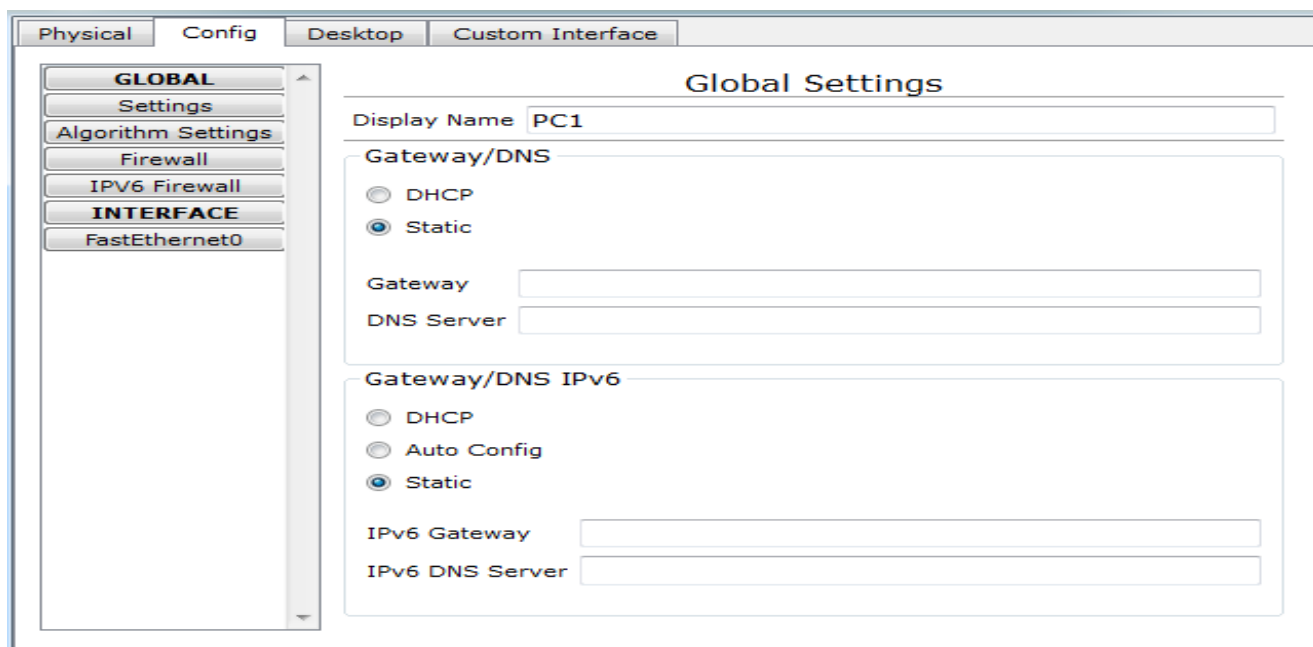 Physical Config Desktop Custom Interface
GLOBAL
Settings
Algorithm Settings
Firewall
IPV6 Firewall
INTERFACE
FastEthernet0
Global Settings
Display Name PC1
Gateway/DNS
DHCP
Static
Gateway
DNS Server
Gateway/DNS IPv6
DHCP
Auto Config
Static
IPv6 Gateway
IPv6 DNS Server